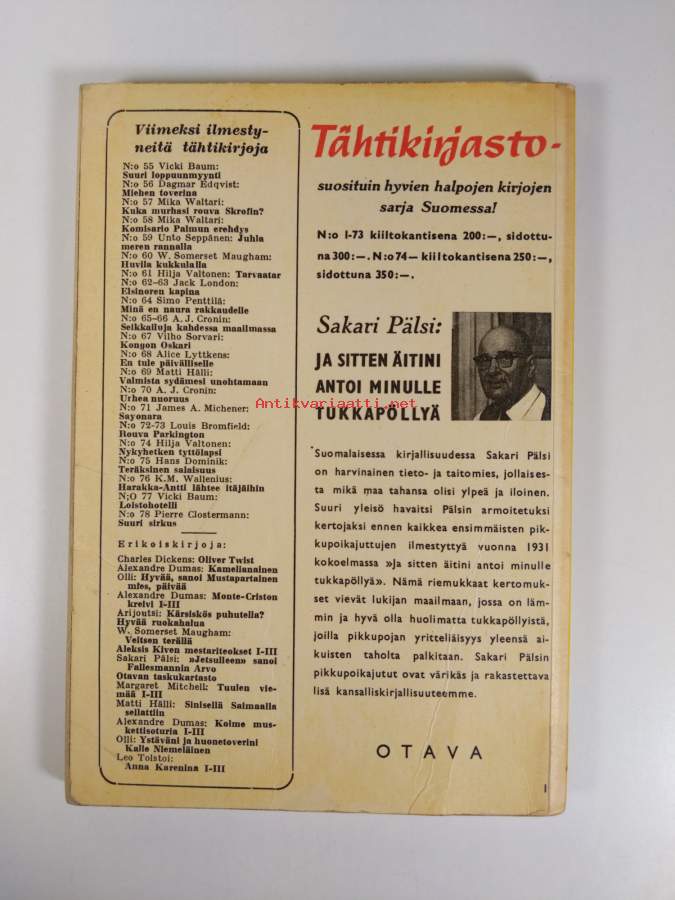 Viimeksi ilmesty-
neitä tähtikirjoja
N:o 55 Vicki Baum:
Suuri loppuunmyynti
N:o 56 Dagmar Edqvist:
Miehen toverina
N:o 57 Mika Waltari:
Kuka murhasi rouva Skrofin?
N:o 58 Mika Waltari:
Komisario Palmun erehdys
N:o 59 Unto Seppänen: Juhla
meren rannalla
N:o 60 W. Somerset Maugham:
Huvila kukkulalla
N:o 61 Hilja Valtonen: Tarvaatar
N:o 62-63 Jack London:
Elsinoren kapina
N:o 64 Simo Penttilä:
Minä en naura rakkaudelle
N:o 65-66 A. J. Cronin:
Seikkailuja kahdessa maailmassa
N:o 67 Vilho Sorvari:
Kongon Oskari
N:o 68 Alice Lyttkens:
En tule päivälliselle
N:o 69 Matti Hälli:
Valmista sydämesi unohtamaan
N:o 70 A. J. Cronin:
Urhea nuoruus
N:o 71 James A. Michener:
Sayonara
N:o 72-73 Louis Bromfield:
Rouva Parkington
N:o 74 Hilja Valtonen:
Nykyhetken tyttölapsi
N:o 75 Hans Dominik:
Teräksinen salaisuus
N:o 76 K.M. Wallenius:
Harakka-Antti lähtee itäjäihin
N;O 77 Vicki Baum:
Loistohotelli
N:o 78 Pierre Clostermann:
Suuri sirkus
Erikoiskirjoja:
Charles Dickens: Oliver Twist
Alexandre Dumas: Kamelianainen
Olli: Hyvää, sanoi Mustapartainen
mies, päivää
Alexandre Dumas: Monte-Criston
kreivi I-III
Arijoutsi: Kärsiskös puhutella?
Hyvää ruokahalua
W. Somerset Maugham:
Veitsen terällä
Aleksis Kiven mestariteokset I-III
Sakari Pälsi: »Jetsulleen» sanoi
Fallesmannin Arvo
Otavan taskukartasto
Margaret Mitchell: Tuulen vie-
mää I-III
Matti Hälli: Sinisellä Saimaalla
seilattiin
Alexandre Dumas: Kolme mus-
kettisoturia I-III
Olli: Ystäväni ja huonetoverini
Kalle Niemeläinen
Leo Tolstoi:
Anna Karenina I-III
Tähtikirjasto-
suosituin hyvien halpojen kirjojen
sarja Suomessa!
N:o 1-73 kiiltokantisena 200:—, sidottu-
na 300:—. N:o 74— kiiltokantisena 250:—,
sidottuna 350:—.
Sakari Pälsi:
JA SITTEN ÄITINI
ANTOI MINULLE
TUKKAPÖLLYÄ
Antikvariaatti.net
Suomalaisessa kirjallisuudessa Sakari Pälsi
on harvinainen tieto- ja taitomies, jollaises-
ta mikä maa tahansa olisi ylpeä ja iloinen.
Suuri yleisö havaitsi Pälsin armoitetuksi
kertojaksi ennen kaikkea ensimmäisten pik-
kupoikajuttujen ilmestyttyä vuonna 1931
kokoelmassa »Ja sitten äitini antoi minulle
tukkapöllyä». Nämä riemukkaat kertomuk-
set vievät lukijan maailmaan, jossa on läm-
min ja hyvä olla huolimatta tukkapöllyistä,
joilla pikkupojan yritteliäisyys yleensä ai-
kuisten taholta palkitaan. Sakari Pälsin
pikkupoikajutut ovat värikäs ja rakastettava
lisä kansalliskirjallisuuteemme.
OTAVA
1